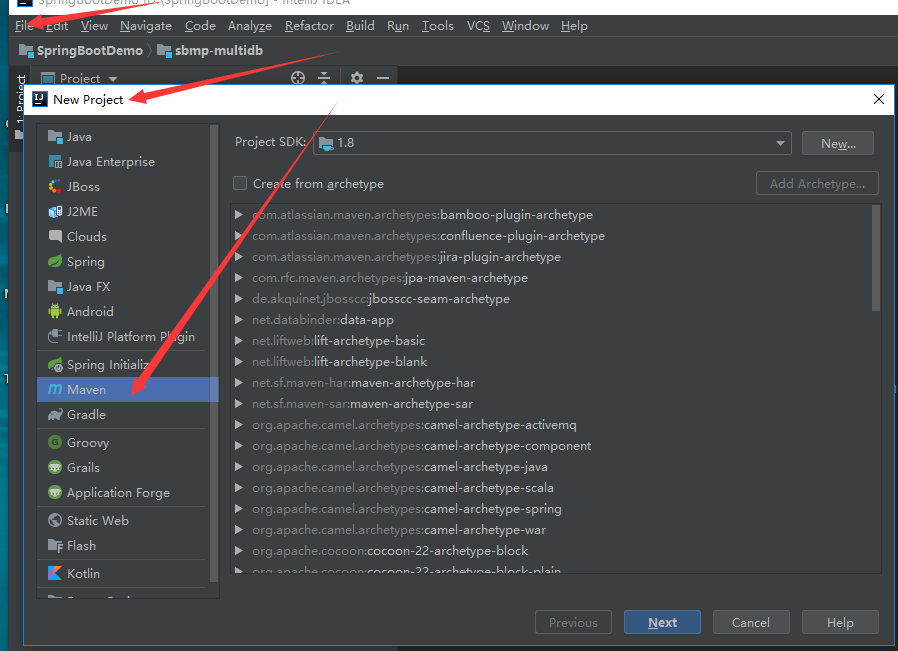 SpringBootDemo [D:\SpringBootDemo] - IntelliJ IDEA
File Edit View Navigate Code Analyze Refactor Build Run Tools VCS Window Help
SpringBootDemo sbmp-multidb
Project
1: Project
New Project
Java
Java Enterprise
JBoss
J2ME
Clouds
Spring
Java FX
Android
IntelliJ Platform Plugin
Maven
Gradle
Groovy
Grails
Application Forge
Static Web
Flash
Kotlin
Project SDK: 1.8 New...
Create from archetype Add Archetype...
com.atlassian.maven.archetypes:bamboo-plugin-archetype
com.atlassian.maven.archetypes:confluence-plugin-archetype
com.atlassian.maven.archetypes:jira-plugin-archetype
com.rfc.maven.archetypes:jpa-maven-archetype
de.akquinet.jbosscc:jbosscc-seam-archetype
net.databinder:data-app
net.liftweb:lift-archetype-basic
net.liftweb:lift-archetype-blank
net.sf.maven-har:maven-archetype-har
net.sf.maven-sar:maven-archetype-sar
org.apache.camel.archetypes:camel-archetype-activemq
org.apache.camel.archetypes:camel-archetype-component
org.apache.camel.archetypes:camel-archetype-java
org.apache.camel.archetypes:camel-archetype-scala
org.apache.camel.archetypes:camel-archetype-spring
org.apache.camel.archetypes:camel-archetype-war
org.apache.cocoon:cocoon-22-archetype-block
org.apache.cocoon:cocoon-22-archetype-block-plain
Previous Next Cancel Help